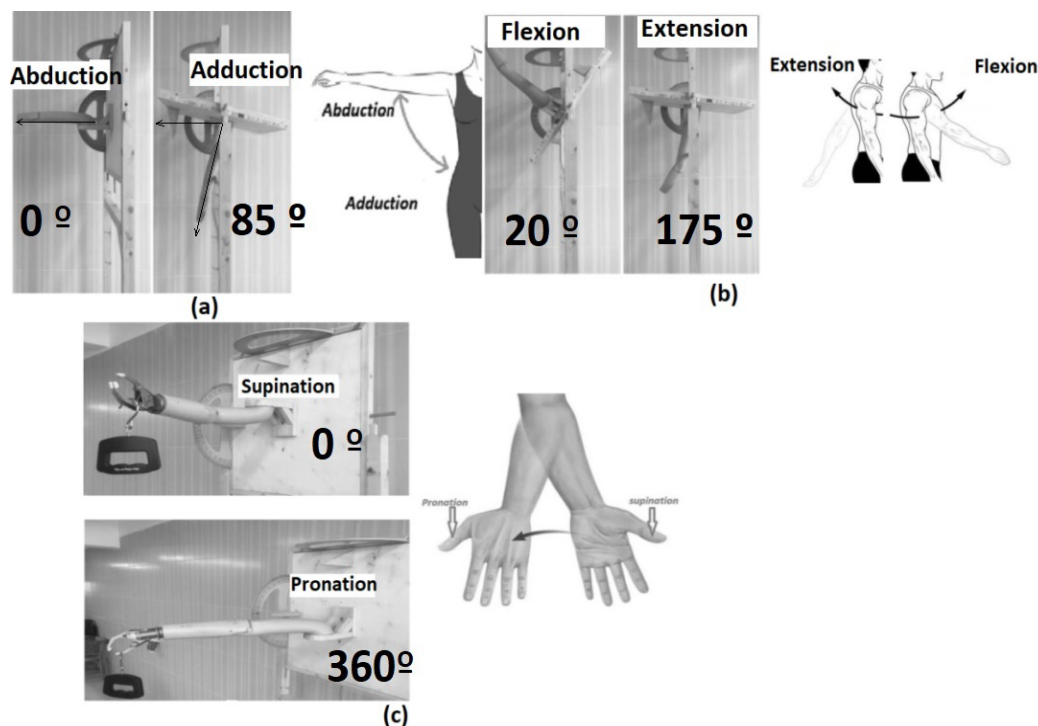 Abduction
Adduction
0 º
85 º
Abduction
Adduction
(a)
Flexion
Extension
20 º
175 º
Extension
Flexion
(b)
Supination
0 º
Pronation
360º
Pronation
supination
(c)